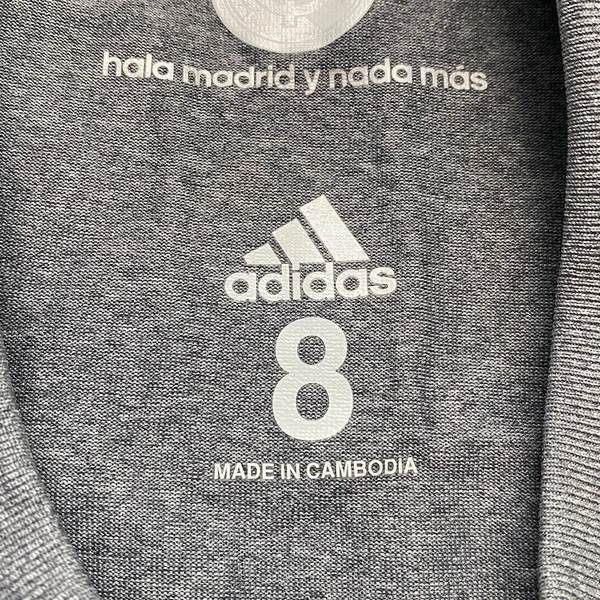 hala madrid y nada más
adidas
8
MADE IN CAMBODIA